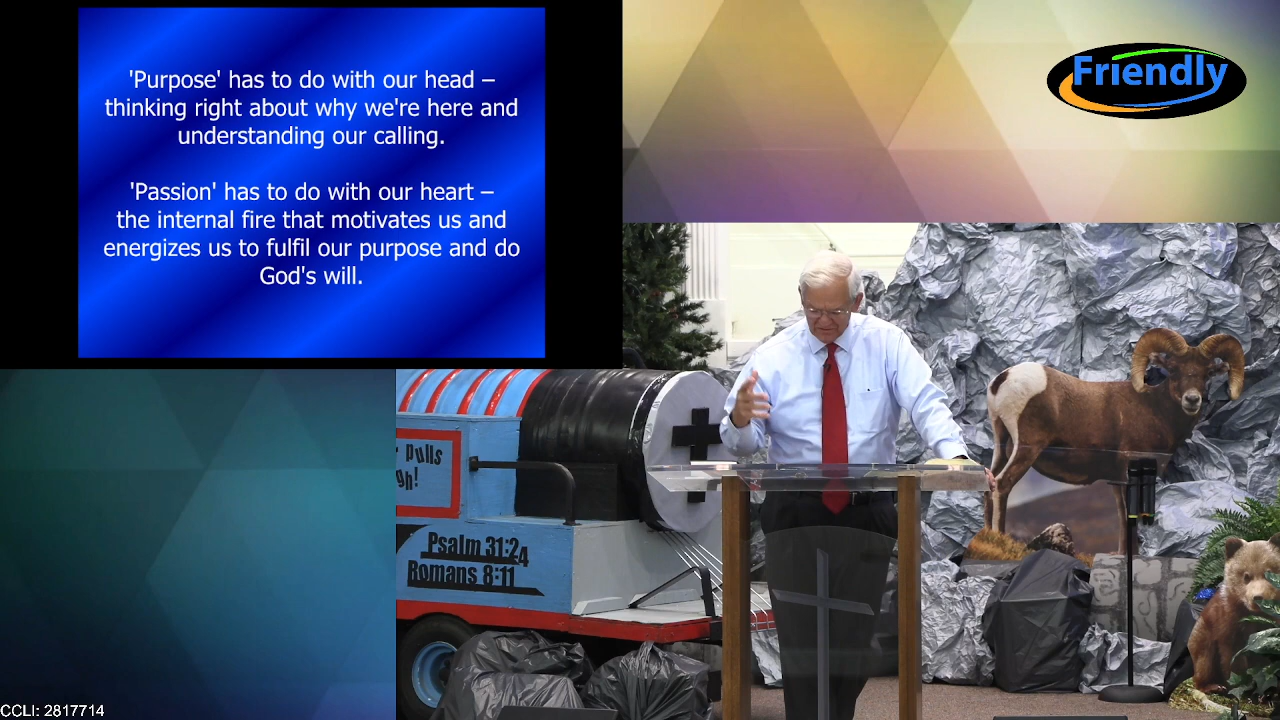 'Purpose' has to do with our head –
thinking right about why we're here and
understanding our calling.
'Passion' has to do with our heart –
the internal fire that motivates us and
energizes us to fulfil our purpose and do
God's will.
Friendly
pulls
gh!
Psalm 31:24
Romans 8:11
CCLI: 2817714